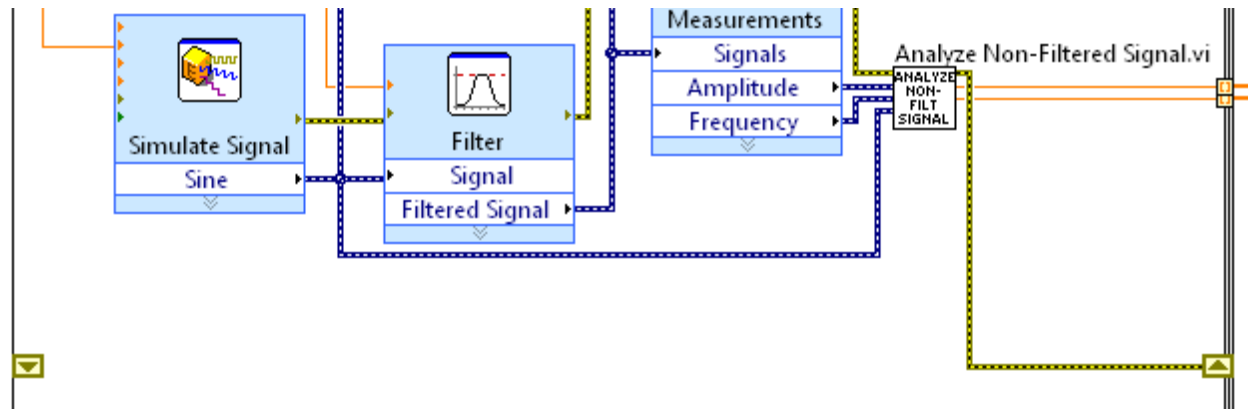 Measurements
Signals
Amplitude
Frequency
Analyze Non-Filtered Signal.vi
ANALYZE
NON-
FILT
SIGNAL
Simulate Signal
Sine
Filter
Signal
Filtered Signal